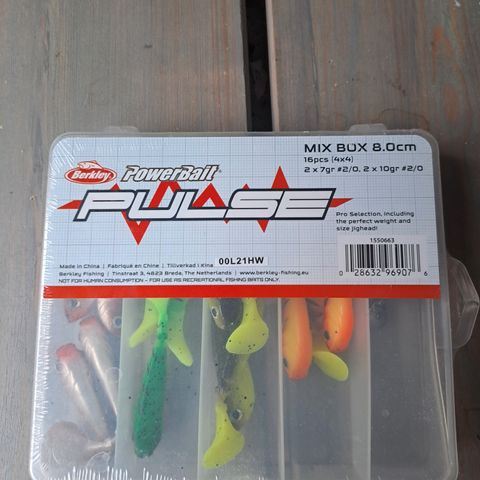 Berkley
PowerBait
PULSE
MIX BOX 8.0cm
16pcs (4x4)
2 x 7gr #2/0, 2 x 10gr #2/0
Pro Selection, including
the perfect weight and
size jighead!
1550663
0 28632 96907 6
Made in China | Fabriqué en Chine | Tillverkad i Kina
00L21HW
Berkley Fishing | Tinstraat 3, 4823 Breda, The Netherlands | www.berkley-fishing.eu
NOT FOR HUMAN CONSUMPTION – FOR USE AS RECREATIONAL FISHING BAITS ONLY.